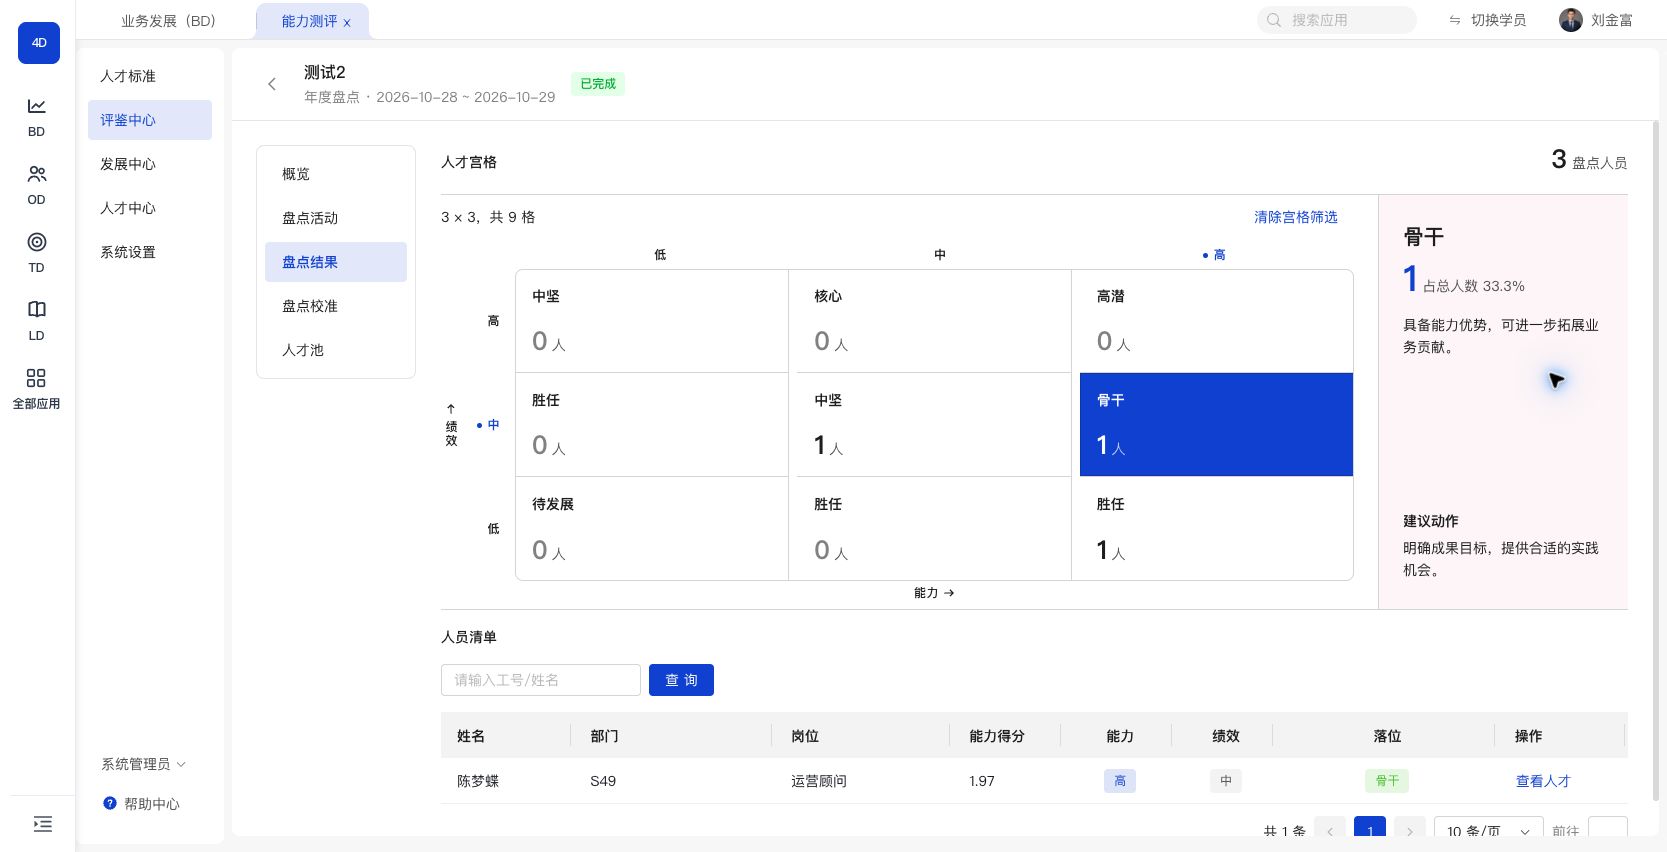 4D
业务发展（BD）
能力测评 x
搜索应用
切换学员
刘金富
BD
OD
TD
LD
全部应用
人才标准
评鉴中心
发展中心
人才中心
系统设置
系统管理员
? 帮助中心
测试2
年度盘点 · 2026-10-28 ~ 2026-10-29
已完成
概览
盘点活动
盘点结果
盘点校准
人才池
人才宫格
3 盘点人员
3 × 3，共 9 格
清除宫格筛选
低
中
高
高
中
低
↑ 绩效
中坚
0 人
核心
0 人
高潜
0 人
胜任
0 人
中坚
1 人
骨干
1 人
待发展
0 人
胜任
0 人
胜任
1 人
能力 →
骨干
1 占总人数 33.3%
具备能力优势，可进一步拓展业
务贡献。
建议动作
明确成果目标，提供合适的实践
机会。
人员清单
请输入工号/姓名
查 询
姓名 部门 岗位 能力得分 能力 绩效 落位 操作
陈梦蝶 S49 运营顾问 1.97 高 中 骨干 查看人才
共 1 条 1 10 条/页 前往